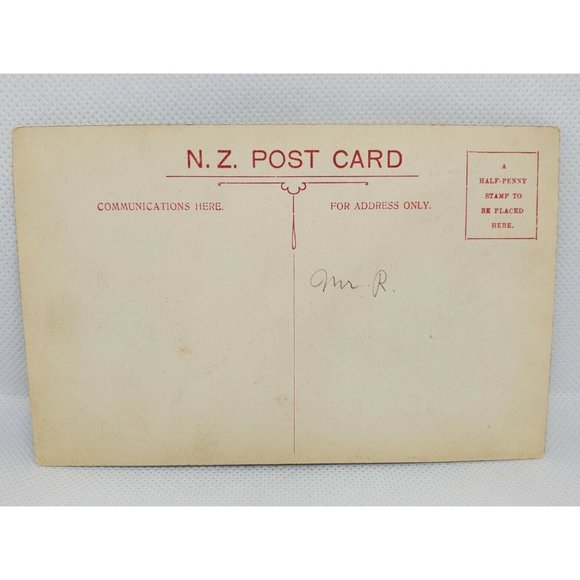 N. Z. POST CARD
COMMUNICATIONS HERE.
FOR ADDRESS ONLY.
A
HALF-PENNY
STAMP TO
BE PLACED
HERE.
Mr R.